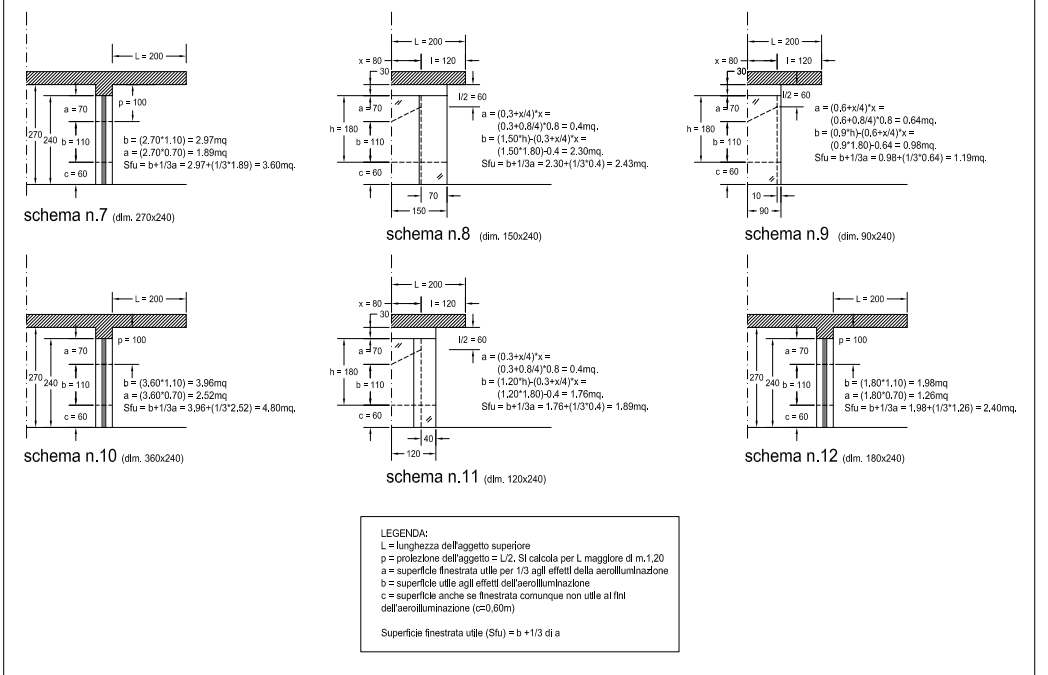 L = 200
a = 70
p = 100
270
240
b = 110
c = 60
b = (2.70*1.10) = 2.97mq
a = (2.70*0.70) = 1.89mq
Sfu = b+1/3a = 2.97+(1/3*1.89) = 3.60mq.
schema n.7 (dim. 270x240)
L = 200
x = 80
l = 120
30
l/2 = 60
a =70
h = 180
b = 110
c = 60
a = (0,3+x/4)*x =
(0.3+0.8/4)*0.8 = 0.4mq.
b = (1,50*h)-(0,3+x/4)*x =
(1.50*1.80)-0.4 = 2.30mq.
Sfu = b+1/3a = 2.30+(1/3*0.4) = 2.43mq.
70
150
schema n.8 (dim. 150x240)
L = 200
x = 80
l = 120
30
l/2 = 60
a =70
h = 180
b = 110
c = 60
a = (0,6+x/4)*x =
(0.6+0.8/4)*0.8 = 0.64mq.
b = (0,9*h)-(0,6+x/4)*x =
(0.9*1.80)-0.64 = 0.98mq.
Sfu = b+1/3a = 0.98+(1/3*0.64) = 1.19mq.
10
90
schema n.9 (dim. 90x240)
L = 200
p = 100
a = 70
270
240
b = 110
c = 60
b = (3.60*1,10) = 3.96mq
a = (3.60*0.70) = 2.52mq
Sfu = b+1/3a = 3.96+(1/3*2,52) = 4,80mq.
schema n.10 (dim. 360x240)
L = 200
x = 80
l = 120
30
l/2 = 60
a =70
h = 180
b = 110
c = 60
a = (0.3+x/4)*x =
(0.3+0.8/4)*0.8 = 0.4mq.
b = (1.20*h)-(0.3+x/4)*x =
(1.20*1.80)-0.4 = 1.76mq.
Sfu = b+1/3a = 1.76+(1/3*0.4) = 1.89mq.
40
120
schema n.11 (dim. 120x240)
L = 200
p = 100
a = 70
270
240
b = 110
c = 60
b = (1,80*1,10) = 1,98mq
a = (1.80*0.70) = 1.26mq
Sfu = b+1/3a = 1,98+(1/3*1.26) = 2,40mq.
schema n.12 (dim. 180x240)
LEGENDA:
L = lunghezza dell'aggetto superiore
p = proiezione dell'aggetto = L/2. Si calcola per L maggiore di m.1,20
a = superficie finestrata utile per 1/3 agli effetti della aeroilluminazione
b = superficie utile agli effetti dell'aeroilluminazione
c = superficie anche se finestrata comunque non utile ai fini
dell'aeroilluminazione (c=0,60m)
Superficie finestrata utile (Sfu) = b +1/3 di a